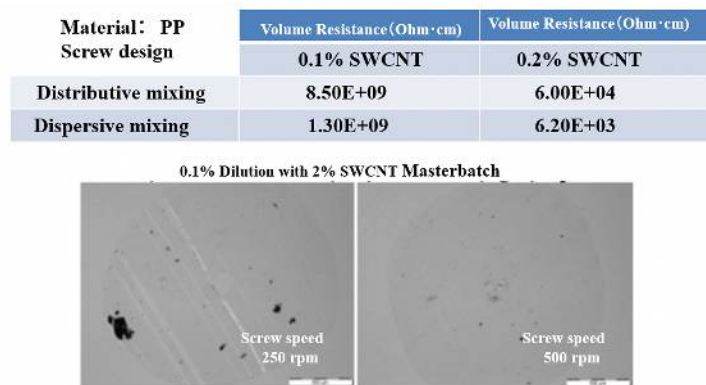 Material: PP
Screw design
Volume Resistance(Ohm·cm) Volume Resistance(Ohm·cm)
0.1% SWCNT 0.2% SWCNT
Distributive mixing 8.50E+09 6.00E+04
Dispersive mixing 1.30E+09 6.20E+03
0.1% Dilution with 2% SWCNT Masterbatch
Screw speed
250 rpm
Screw speed
500 rpm